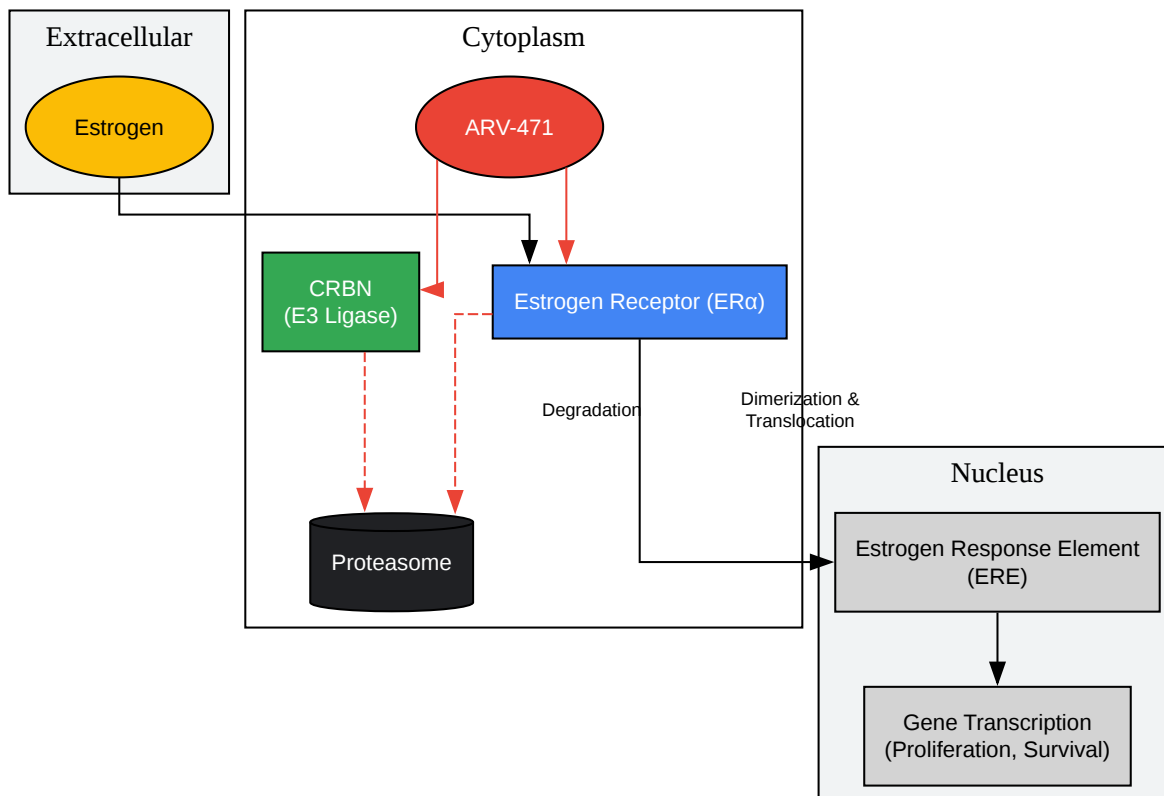 Extracellular
Cytoplasm
Estrogen
ARV-471
CRBN
(E3 Ligase)
Estrogen Receptor (ERα)
Degradation
Dimerization &
Translocation
Nucleus
Proteasome
Estrogen Response Element
(ERE)
Gene Transcription
(Proliferation, Survival)